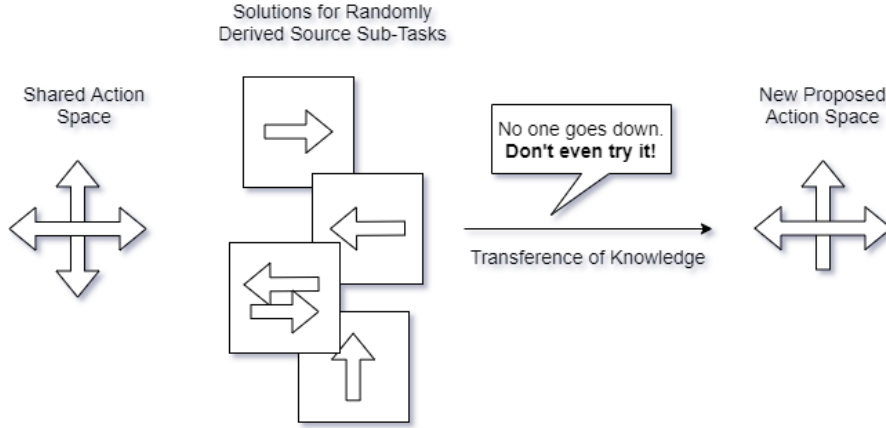 Solutions for Randomly
Derived Source Sub-Tasks
Shared Action
Space
No one goes down.
Don't even try it!
Transference of Knowledge
New Proposed
Action Space